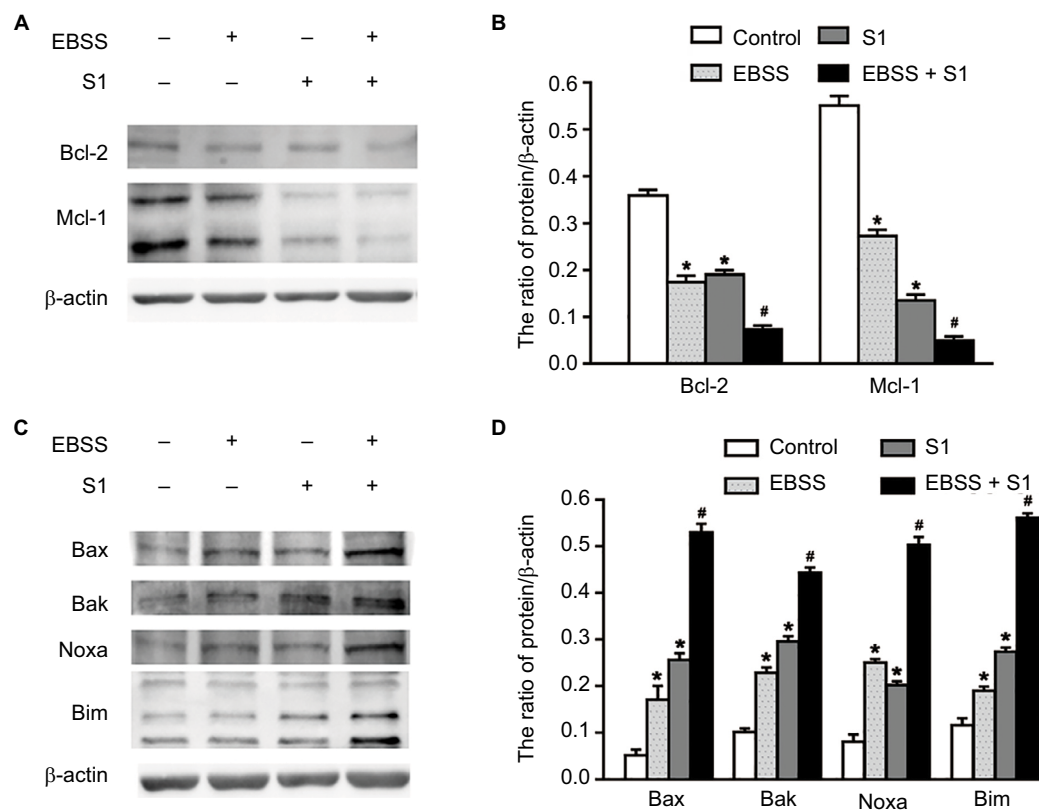 A
EBSS – + – +
S1 – – + +
Bcl-2
Mcl-1
β-actin
B
Control S1
EBSS EBSS + S1
The ratio of protein/β-actin
0.6
0.5
0.4
0.3
0.2
0.1
0.0
* * # * * #
Bcl-2 Mcl-1
C
EBSS – + – +
S1 – – + +
Bax
Bak
Noxa
Bim
β-actin
D
Control S1
EBSS EBSS + S1
The ratio of protein/β-actin
0.6
0.5
0.4
0.3
0.2
0.1
0.0
* * # * * # * * # * * #
Bax Bak Noxa Bim